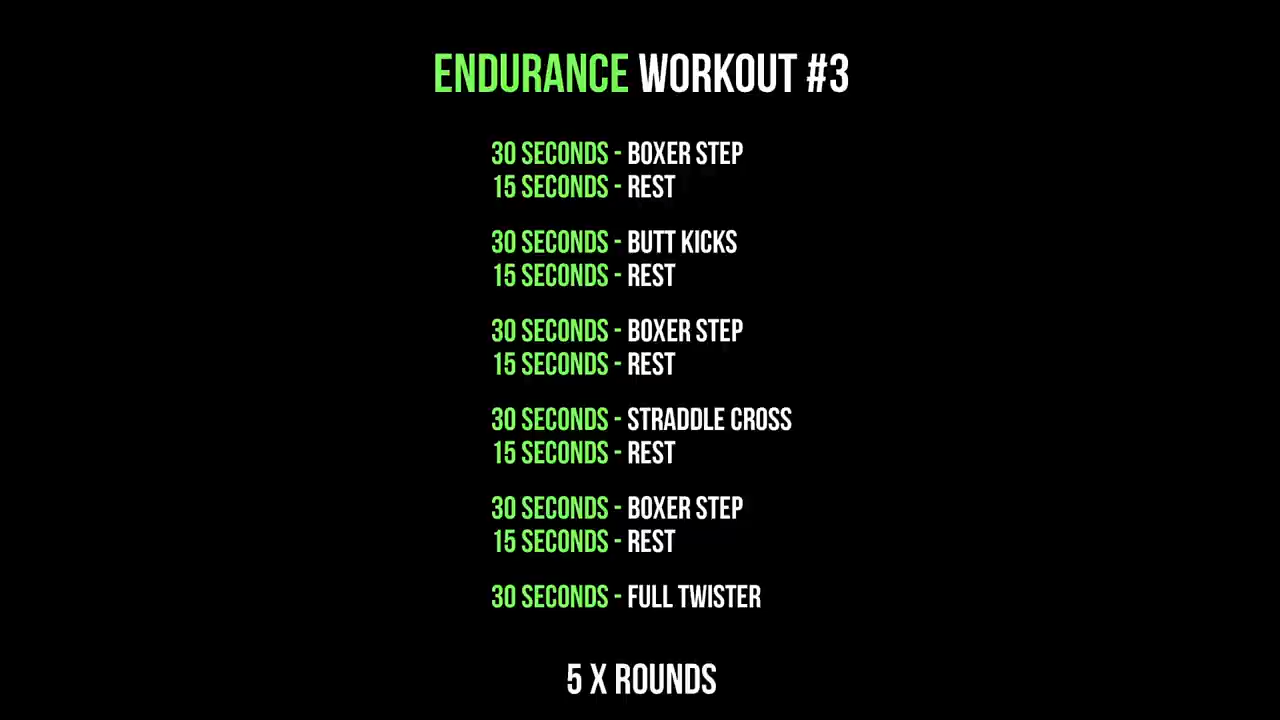 ENDURANCE WORKOUT #3
30 SECONDS - BOXER STEP
15 SECONDS - REST
30 SECONDS - BUTT KICKS
15 SECONDS - REST
30 SECONDS - BOXER STEP
15 SECONDS - REST
30 SECONDS - STRADDLE CROSS
15 SECONDS - REST
30 SECONDS - BOXER STEP
15 SECONDS - REST
30 SECONDS - FULL TWISTER
5 X ROUNDS